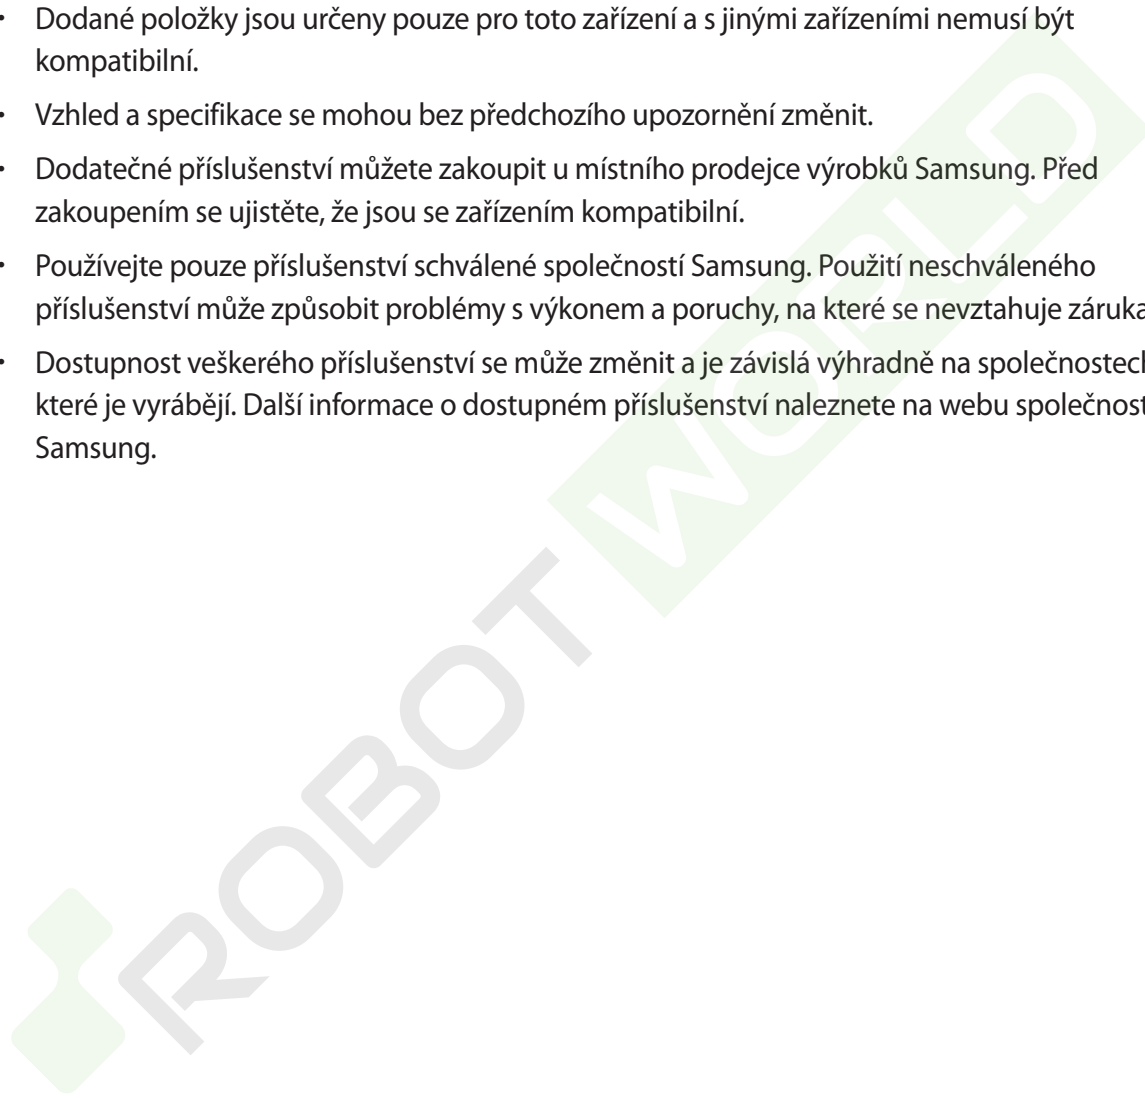 • Dodané položky jsou určeny pouze pro toto zařízení a s jinými zařízeními nemusí být
kompatibilní.
• Vzhled a specifikace se mohou bez předchozího upozornění změnit.
• Dodatečné příslušenství můžete zakoupit u místního prodejce výrobků Samsung. Před
zakoupením se ujistěte, že jsou se zařízením kompatibilní.
• Používejte pouze příslušenství schválené společností Samsung. Použití neschváleného
příslušenství může způsobit problémy s výkonem a poruchy, na které se nevztahuje záruka
• Dostupnost veškerého příslušenství se může změnit a je závislá výhradně na společnostech
které je vyrábějí. Další informace o dostupném příslušenství naleznete na webu společnost
Samsung.
ROBOT WORLD